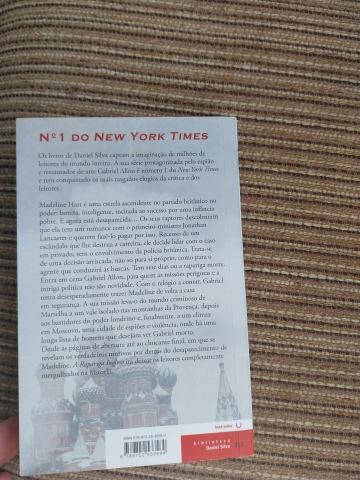 Nº 1 DO NEW YORK TIMES
Os livros de Daniel Silva captam a imaginação de milhões de
leitores do mundo inteiro. A sua série protagonizada pelo espião
e restaurador de arte Gabriel Allon é número 1 do New York Times
e tem conquistado os mais rasgados elogios da crítica e dos
leitores.
Madeline Hart é uma estrela ascendente no partido britânico no
poder: bonita, inteligente, incitada ao sucesso por uma infância
pobre. E agora está desaparecida... Os seus raptores descobriram
que ela tem um romance com o primeiro-ministro Jonathan
Lancaster e querem fazê-lo pagar por isso. Receoso de um
escândalo que lhe destrua a carreira, ele decide lidar com o caso
em privado, sem o envolvimento da polícia britânica. Trata-se
de uma decisão arriscada, não só para si próprio, como para o
agente que conduzirá as buscas. Tem sete dias ou a rapariga morre.
Entra em cena Gabriel Allon, para quem as missões perigosas e a
intriga política não são novidade. Com o relógio a contar, Gabriel
tenta desesperadamente trazer Madeline de volta a casa
em segurança. A sua missão leva-o do mundo criminoso de
Marselha a um vale isolado nas montanhas da Provença, depois
aos bastidores do poder londrino e, finalmente, a um clímax
em Moscovo, uma cidade de espiões e violência, onde há uma
longa lista de homens que desejam ver Gabriel morto.
Desde as páginas de abertura até ao chocante final, em que se
revelam os verdadeiros motivos por detrás do desaparecimento de
Madeline, A Rapariga Inglesa irá deixar os leitores completamente
mergulhados na história.
best-seller
biblioteca
Daniel Silva